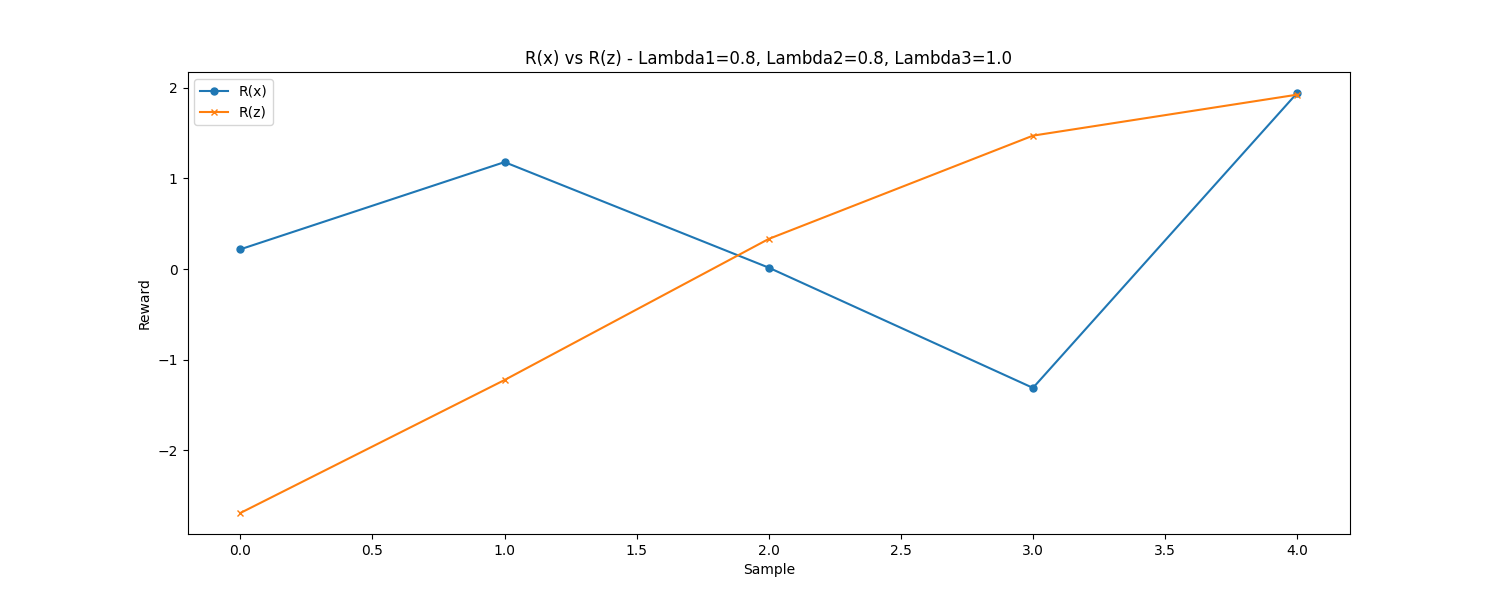 R(x) vs R(z) - Lambda1=0.8, Lambda2=0.8, Lambda3=1.0
R(x)
R(z)
2
1
0
−1
−2
Reward
0.0 0.5 1.0 1.5 2.0 2.5 3.0 3.5 4.0
Sample